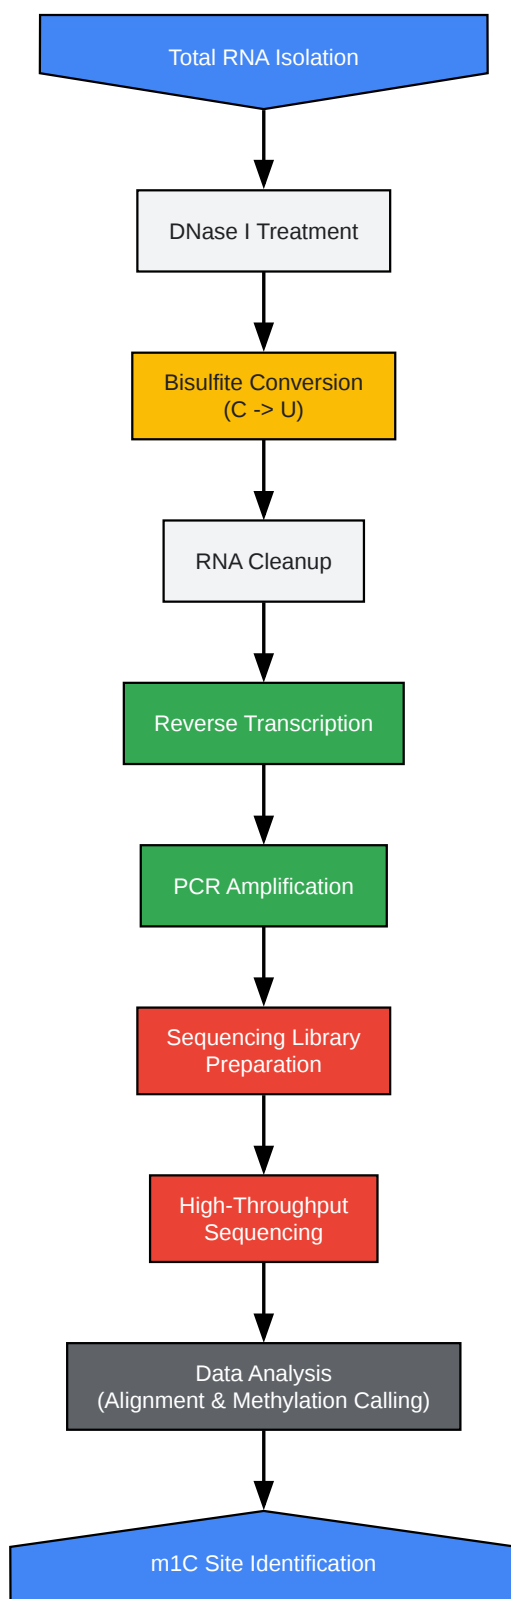 Total RNA Isolation
DNase I Treatment
Bisulfite Conversion
(C -> U)
RNA Cleanup
Reverse Transcription
PCR Amplification
Sequencing Library
Preparation
High-Throughput
Sequencing
Data Analysis
(Alignment & Methylation Calling)
m1C Site Identification